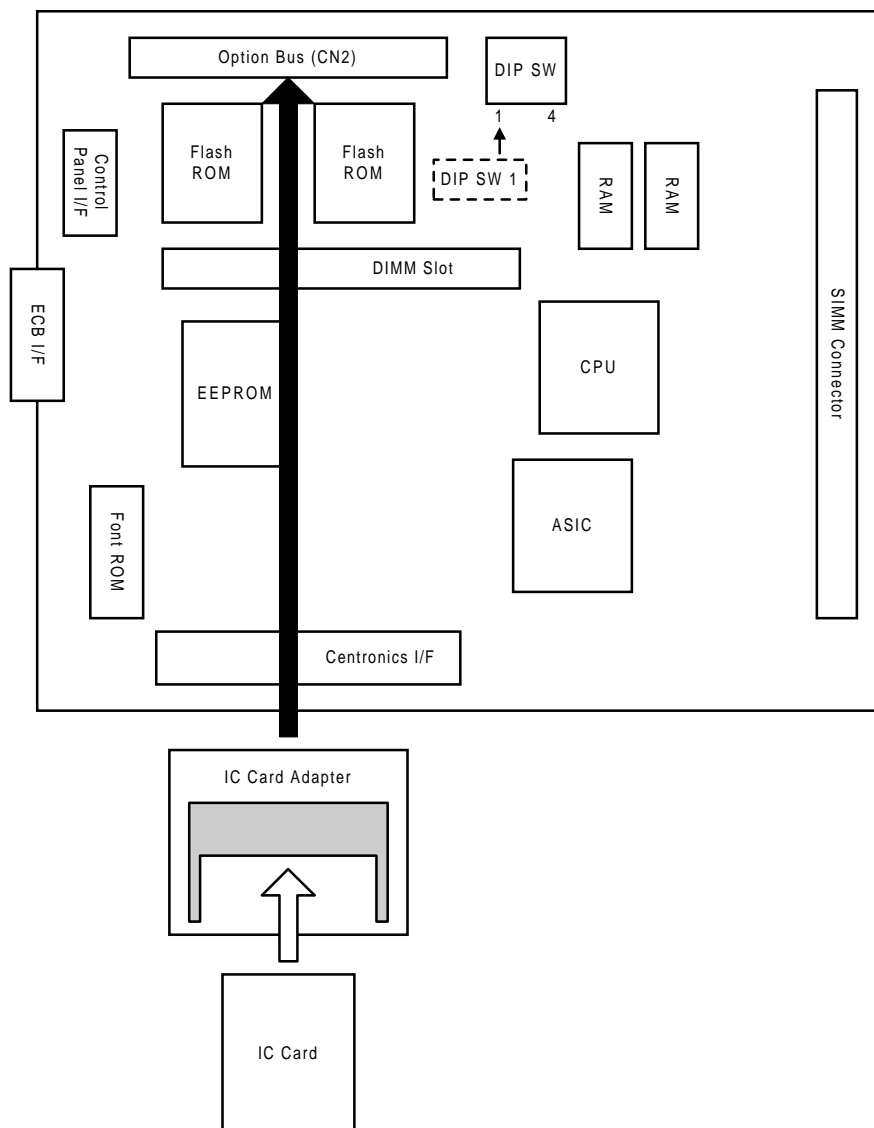 Option Bus (CN2)
DIP SW
1 4
Flash
ROM
Flash
ROM
DIP SW 1
Control
Panel I/F
RAM
RAM
DIMM Slot
ECB I/F
SIMM Connector
EEPROM
CPU
Font ROM
ASIC
Centronics I/F
IC Card Adapter
IC Card